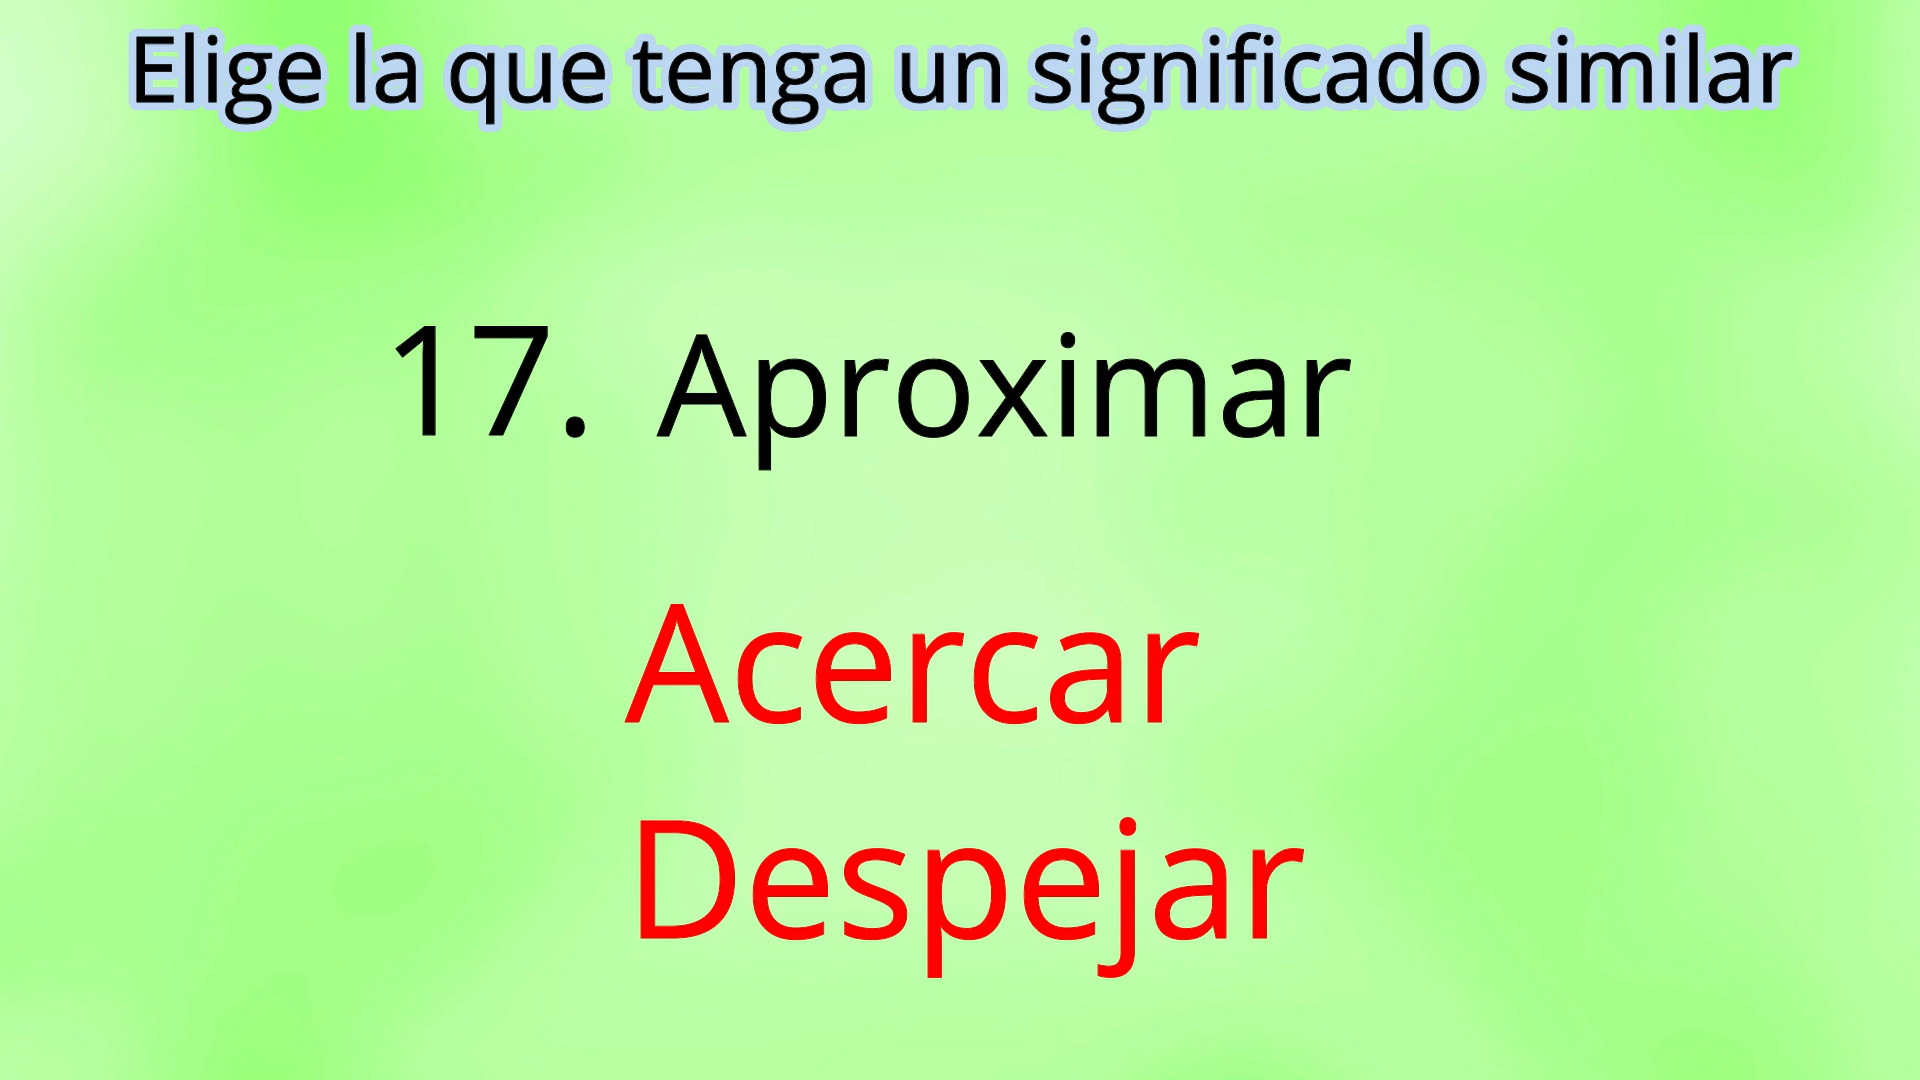 Elige la que tenga un significado similar
17. Aproximar
Acercar
Despejar